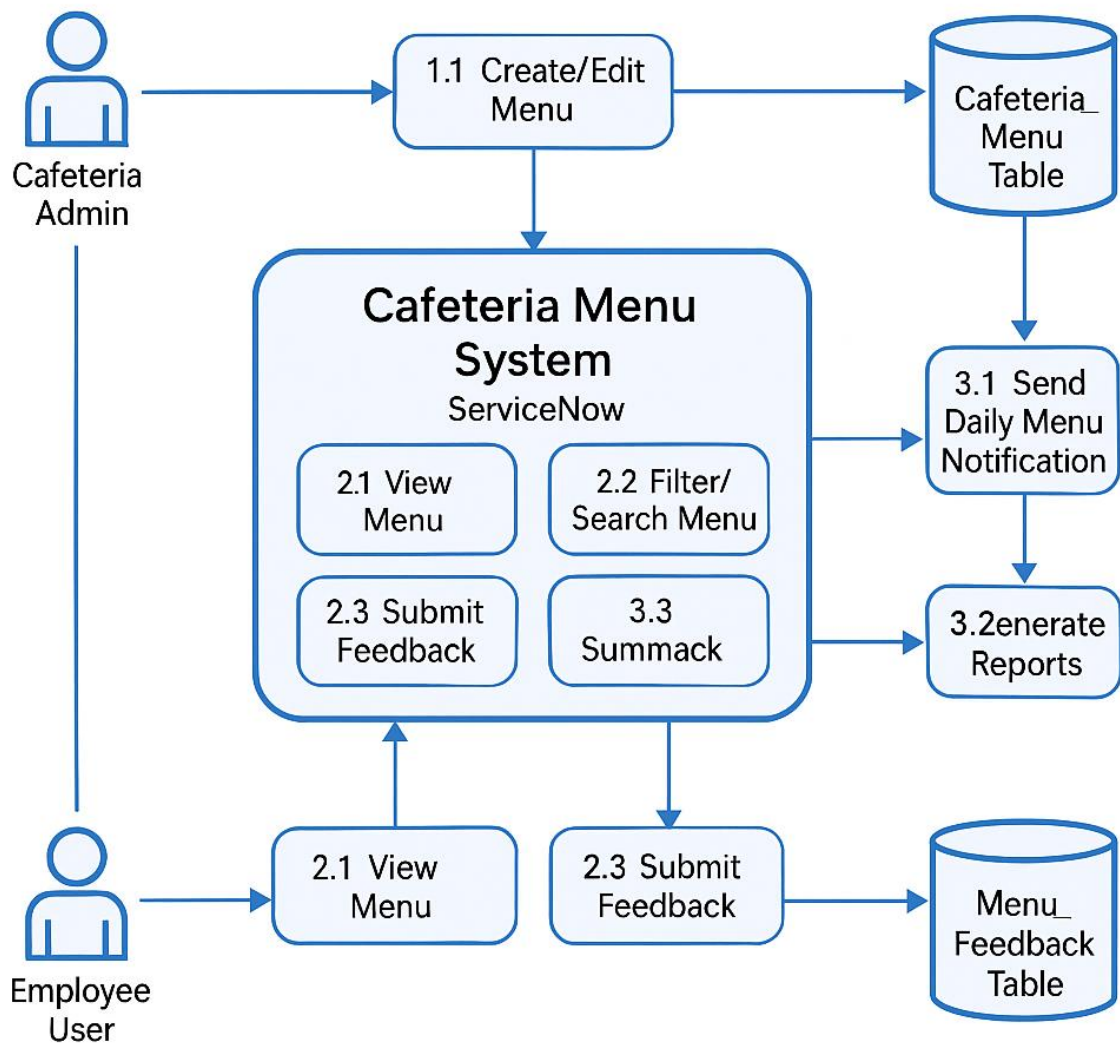 1.1 Create/Edit
Menu
Cafeteria_
Menu
Table
Cafeteria
Admin
Cafeteria Menu
System
ServiceNow
2.1 View
Menu
2.2 Filter/
Search Menu
2.3 Submit
Feedback
3.3
Summack
3.1 Send
Daily Menu
Notification
3.2enerate
Reports
2.1 View
Menu
2.3 Submit
Feedback
Menu_
Feedback
Table
Employee
User